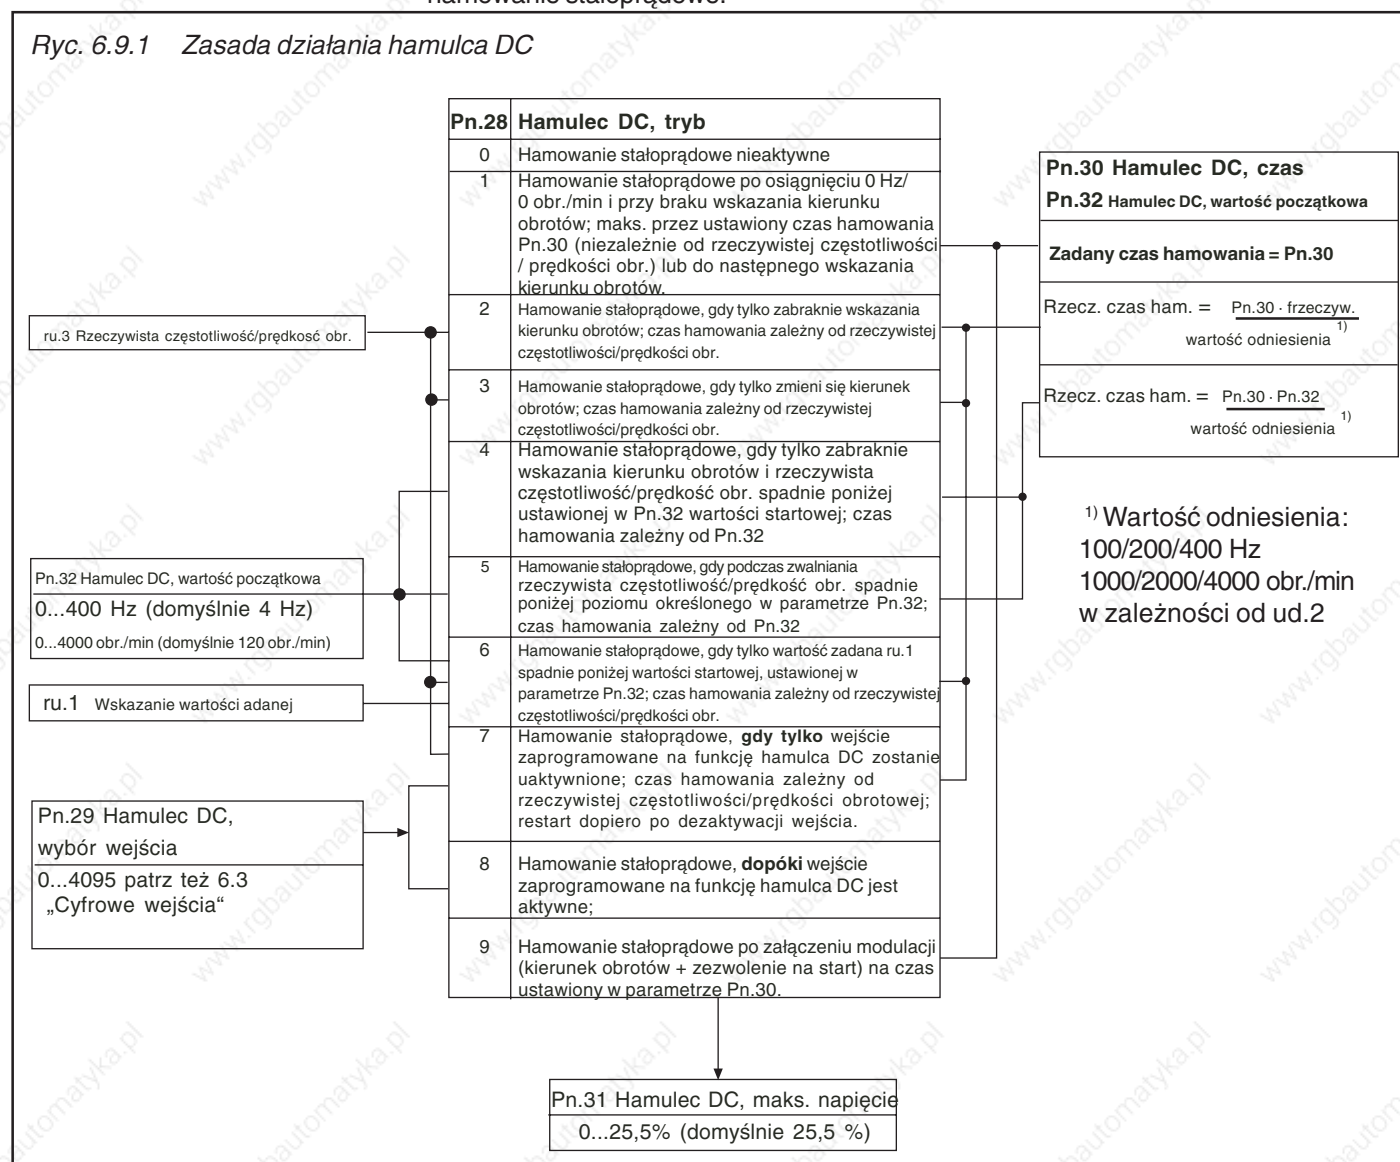 hamowanie stałoprądowe.
Ryc. 6.9.1 Zasada działania hamulca DC
Pn.28 Hamulec DC, tryb
0 Hamowanie stałoprądowe nieaktywne
1 Hamowanie stałoprądowe po osiągnięciu 0 Hz/
0 obr./min i przy braku wskazania kierunku
obrotów; maks. przez ustawiony czas hamowania
Pn.30 (niezależnie od rzeczywistej częstotliwości
/ prędkości obr.) lub do następnego wskazania
kierunku obrotów.
2 Hamowanie stałoprądowe, gdy tylko zabraknie wskazania
kierunku obrotów; czas hamowania zależny od rzeczywistej
częstotliwości/prędkości obr.
3 Hamowanie stałoprądowe, gdy tylko zmieni się kierunek
obrotów; czas hamowania zależny od rzeczywistej
częstotliwości/prędkości obr.
4 Hamowanie stałoprądowe, gdy tylko zabraknie
wskazania kierunku obrotów i rzeczywista
częstotliwość/prędkość obr. spadnie poniżej
ustawionej w Pn.32 wartości startowej; czas
hamowania zależny od Pn.32
5 Hamowanie stałoprądowe, gdy podczas zwalniania
rzeczywista częstotliwość/prędkość obr. spadnie
poniżej poziomu określonego w parametrze Pn.32;
czas hamowania zależny od Pn.32
6 Hamowanie stałoprądowe, gdy tylko wartość zadana ru.1
spadnie poniżej wartości startowej, ustawionej w
parametrze Pn.32; czas hamowania zależny od rzeczywistej
częstotliwości/prędkości obr.
7 Hamowanie stałoprądowe, gdy tylko wejście
zaprogramowane na funkcję hamulca DC zostanie
uaktywnione; czas hamowania zależny od
rzeczywistej częstotliwości/prędkości obrotowej;
restart dopiero po dezaktywacji wejścia.
8 Hamowanie stałoprądowe, dopóki wejście
zaprogramowane na funkcję hamulca DC jest
aktywne;
9 Hamowanie stałoprądowe po załączeniu modulacji
(kierunek obrotów + zezwolenie na start) na czas
ustawiony w parametrze Pn.30.
ru.3 Rzeczywista częstotliwość/prędkosć obr.
Pn.32 Hamulec DC, wartość początkowa
0...400 Hz (domyślnie 4 Hz)
0...4000 obr./min (domyślnie 120 obr./min)
ru.1 Wskazanie wartości adanej
Pn.29 Hamulec DC,
wybór wejścia
0...4095 patrz też 6.3
„Cyfrowe wejścia“
Pn.30 Hamulec DC, czas
Pn.32 Hamulec DC, wartość początkowa
Zadany czas hamowania = Pn.30
Rzecz. czas ham. = Pn.30 · frzeczyw.
wartość odniesienia 1)
Rzecz. czas ham. = Pn.30 · Pn.32
wartość odniesienia 1)
1) Wartość odniesienia:
100/200/400 Hz
1000/2000/4000 obr./min
w zależności od ud.2
Pn.31 Hamulec DC, maks. napięcie
0...25,5% (domyślnie 25,5 %)
www.rgbautomatyka.pl